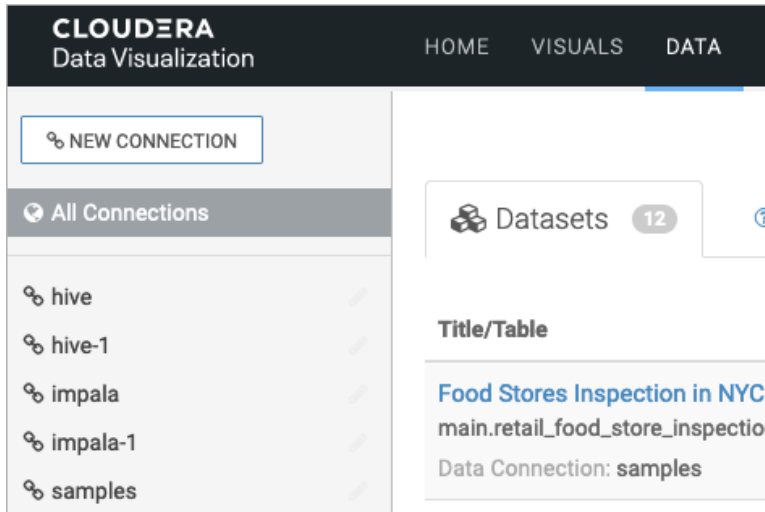 CLOUDERA
Data Visualization
HOME VISUALS DATA
NEW CONNECTION
All Connections
hive
hive-1
impala
impala-1
samples
Datasets 12
Title/Table
Food Stores Inspection in NYC
main.retail_food_store_inspectio
Data Connection: samples